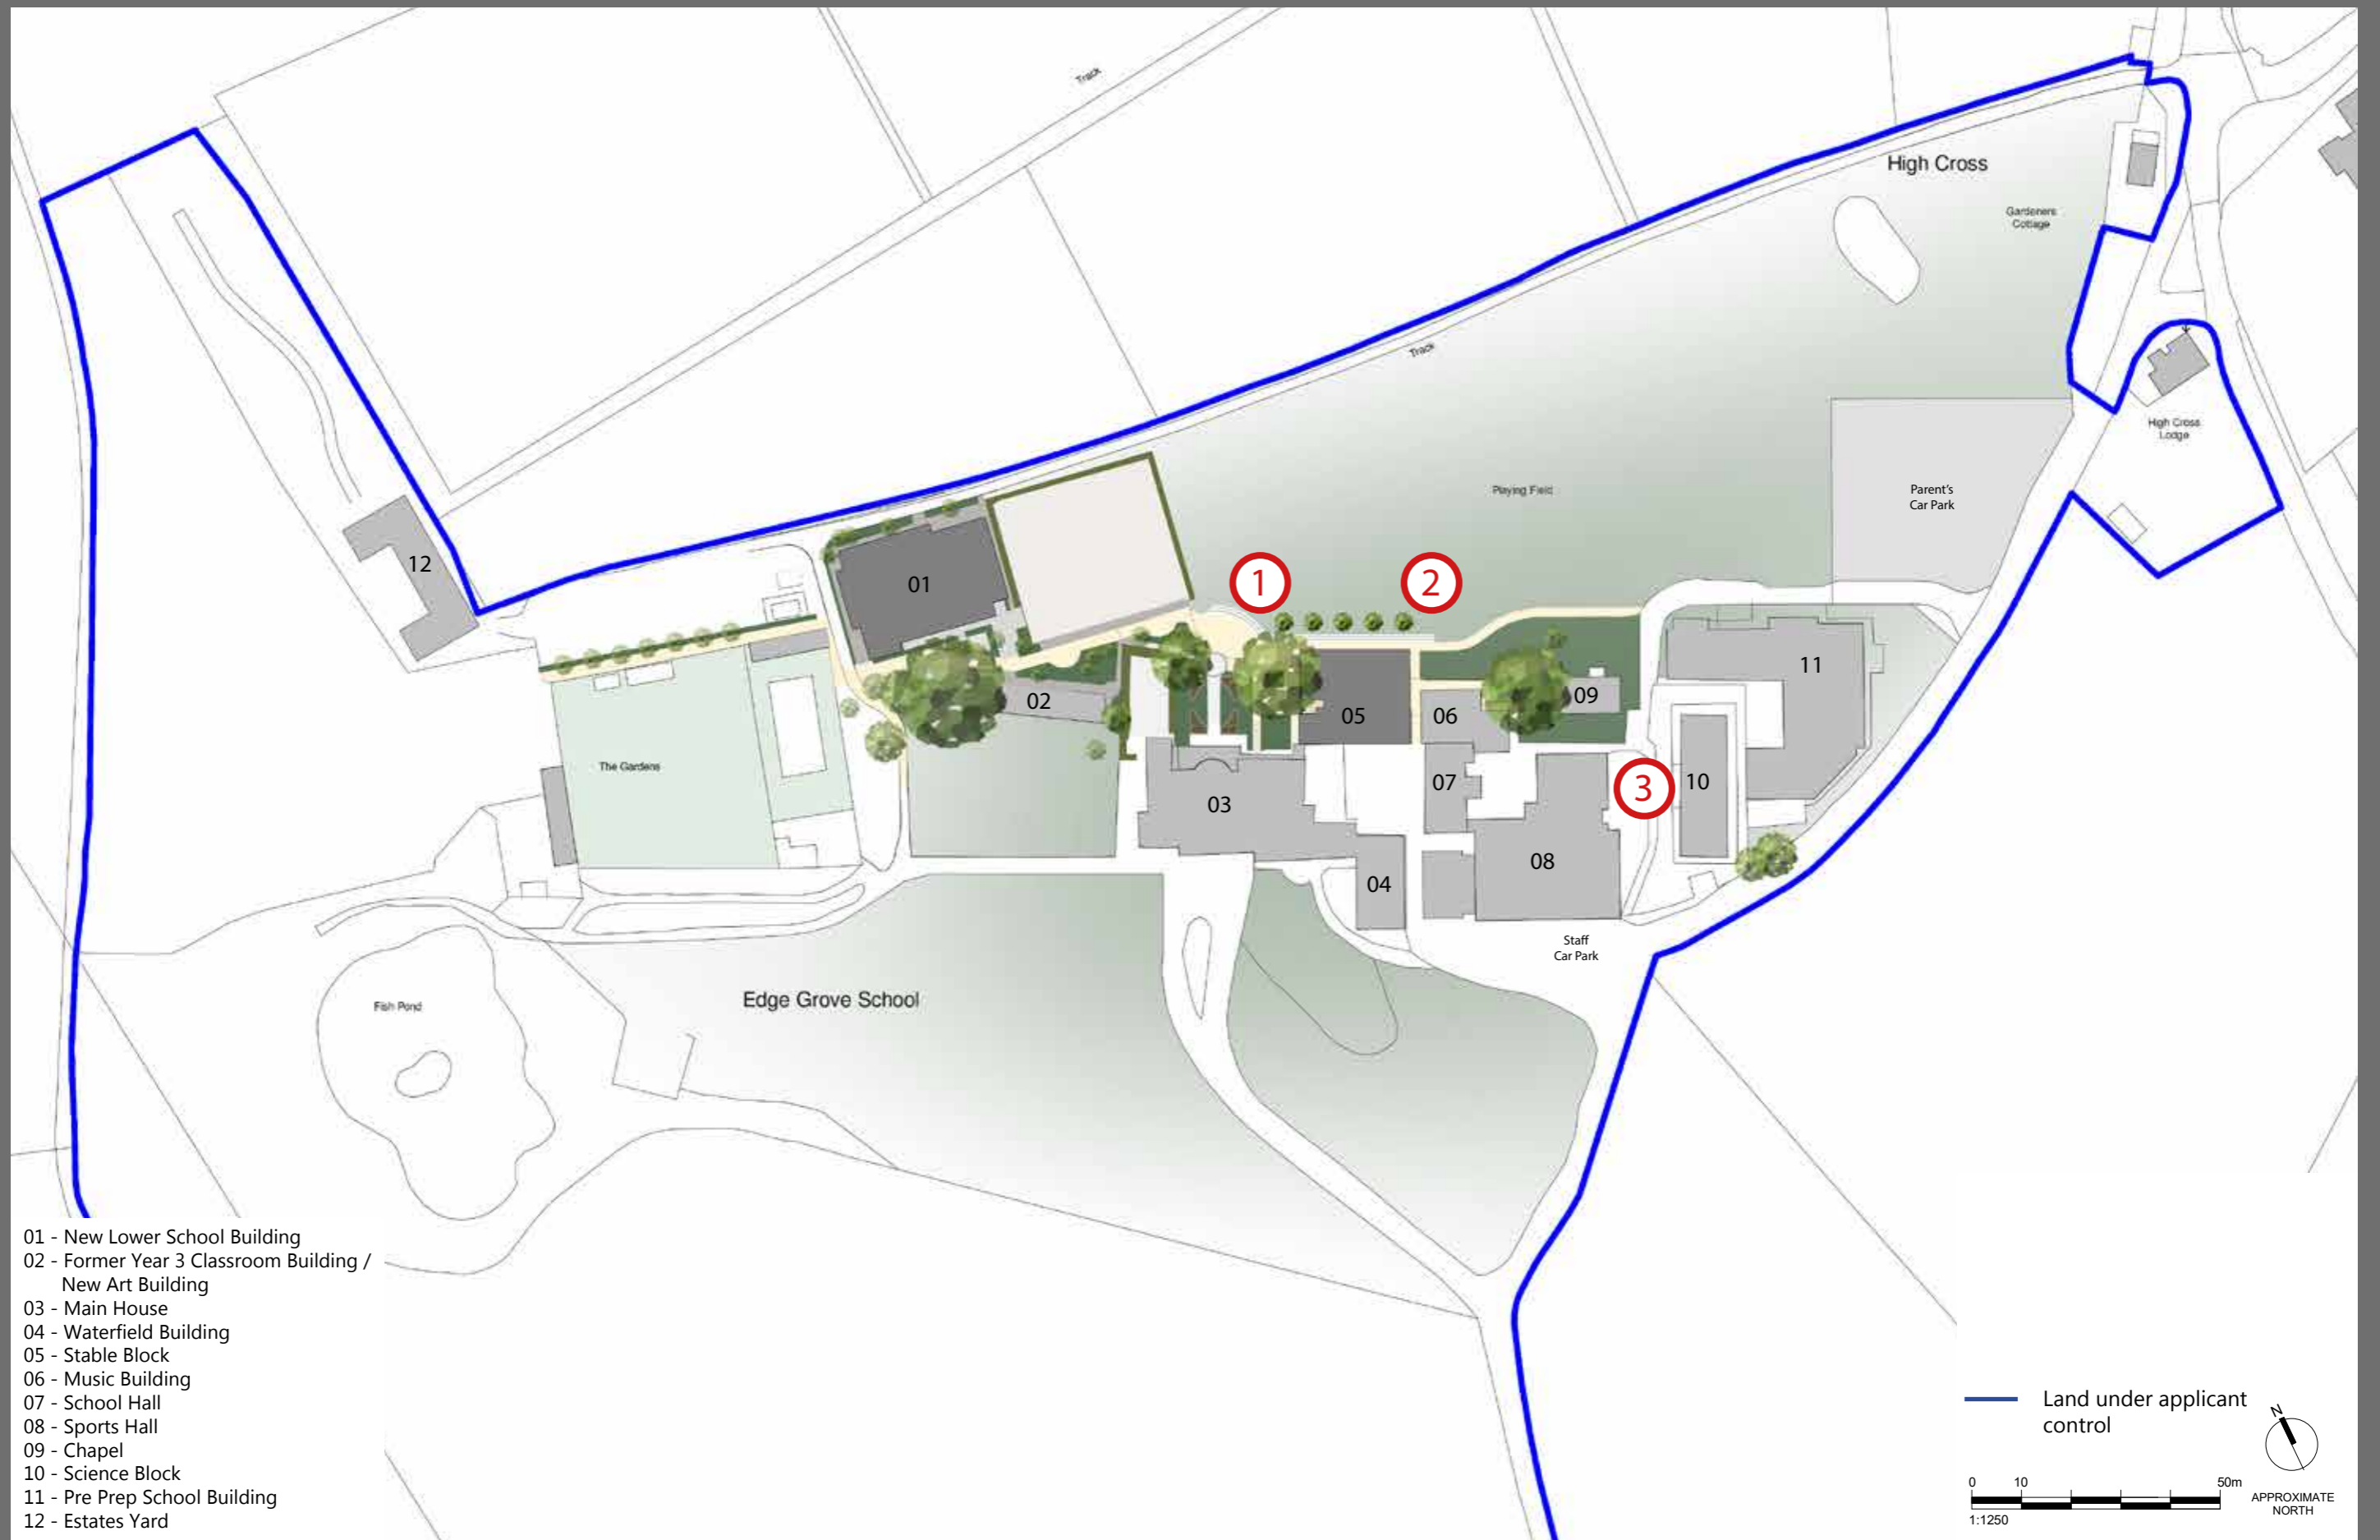 Track
High Cross
Gardeners
Cottage
Track
High Cross
Lodge
Playing Field
Parent's
Car Park
12
01
1
2
11
02
05
06
09
The Gardens
07
3
10
03
08
04
Staff
Car Park
Edge Grove School
Fish Pond
01 - New Lower School Building
02 - Former Year 3 Classroom Building /
New Art Building
03 - Main House
04 - Waterfield Building
05 - Stable Block
06 - Music Building
07 - School Hall
08 - Sports Hall
09 - Chapel
10 - Science Block
11 - Pre Prep School Building
12 - Estates Yard
Land under applicant
control
N
0 10 50m
1:1250
APPROXIMATE
NORTH